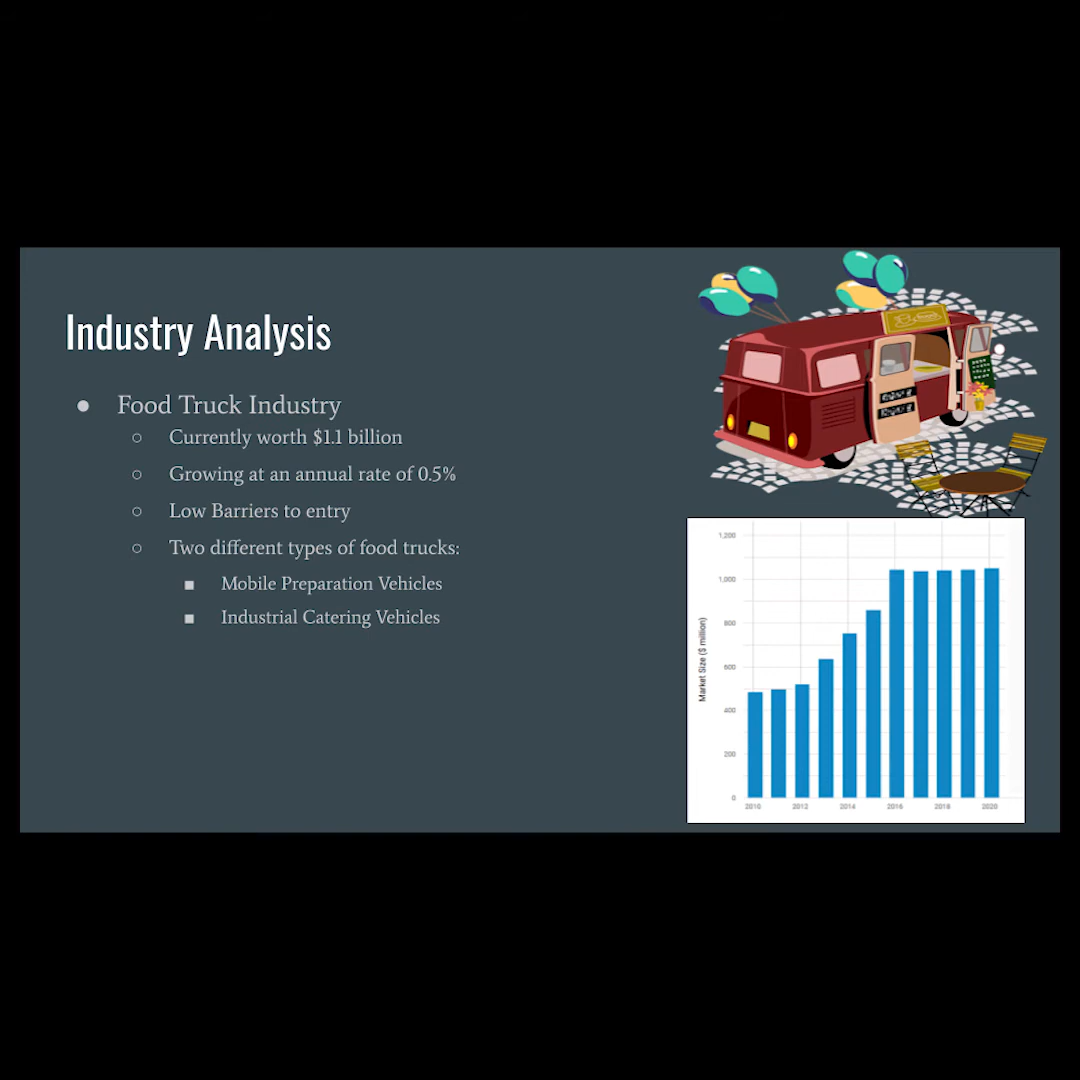 Industry Analysis
● Food Truck Industry
○ Currently worth $1.1 billion
○ Growing at an annual rate of 0.5%
○ Low Barriers to entry
○ Two different types of food trucks:
■ Mobile Preparation Vehicles
■ Industrial Catering Vehicles
Market Size ($ million)
1,200
1,000
800
600
400
200
0
2010 2012 2014 2016 2018 2020